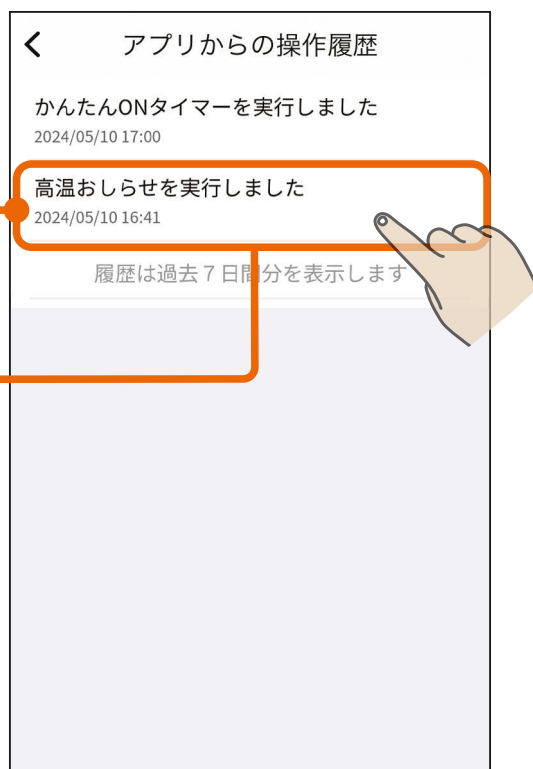 アプリからの操作履歴
かんたんONタイマーを実行しました
2024/05/10 17:00
高温おしらせを実行しました
2024/05/10 16:41
履歴は過去７日間分を表示します